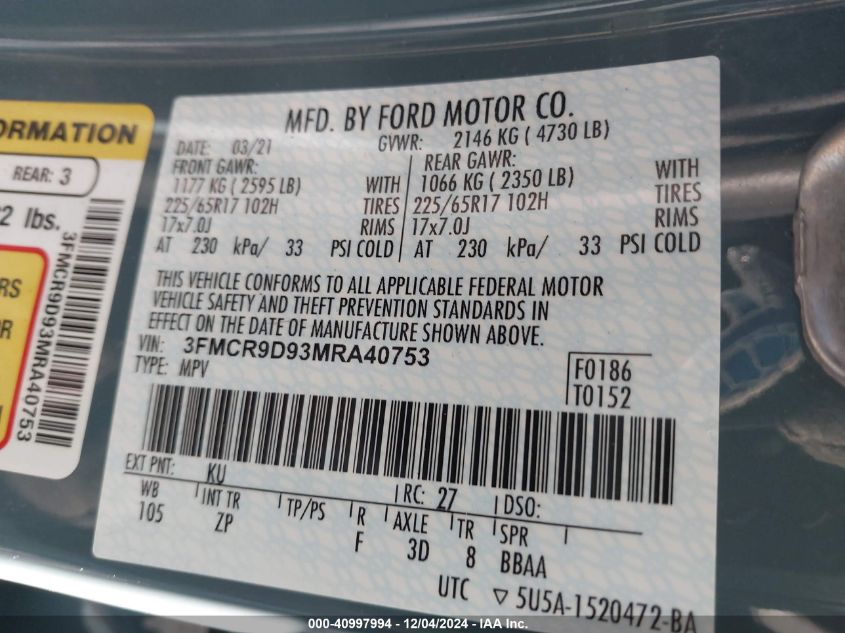 ORMATION
REAR: 3
2 lbs.
3FMCR9D93MRA40753
RS
R
MFD. BY FORD MOTOR CO.
DATE: 03/21 GVWR: 2146 KG ( 4730 LB)
FRONT GAWR: REAR GAWR:
1177 KG ( 2595 LB) WITH 1066 KG ( 2350 LB) WITH
225/65R17 102H TIRES 225/65R17 102H TIRES
17x7.0J RIMS 17x7.0J RIMS
AT 230 kPa/ 33 PSI COLD AT 230 kPa/ 33 PSI COLD
THIS VEHICLE CONFORMS TO ALL APPLICABLE FEDERAL MOTOR
VEHICLE SAFETY AND THEFT PREVENTION STANDARDS IN
EFFECT ON THE DATE OF MANUFACTURE SHOWN ABOVE.
VIN: 3FMCR9D93MRA40753
TYPE: MPV
F0186
T0152
EXT PNT: KU RC: 27 DSO:
WB INT TR TP/PS R AXLE TR SPR
105 ZP F 3D 8 BBAA
UTC ▽ 5U5A-1520472-BA
000-40997994 - 12/04/2024 - IAA Inc.